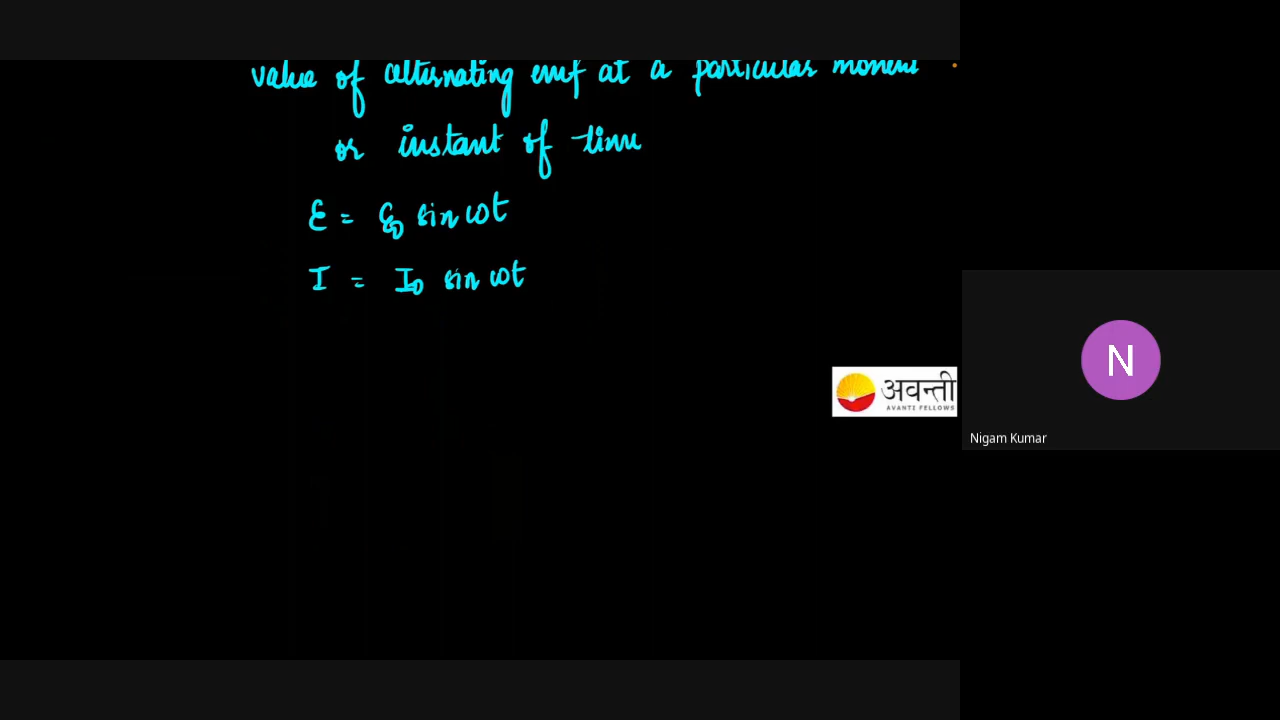 value of alternating emf at a particular moment
or instant of time
ε = ε₀ sin ωt
I = I₀ sin ωt
अवन्ती
AVANTI FELLOWS
N
Nigam Kumar